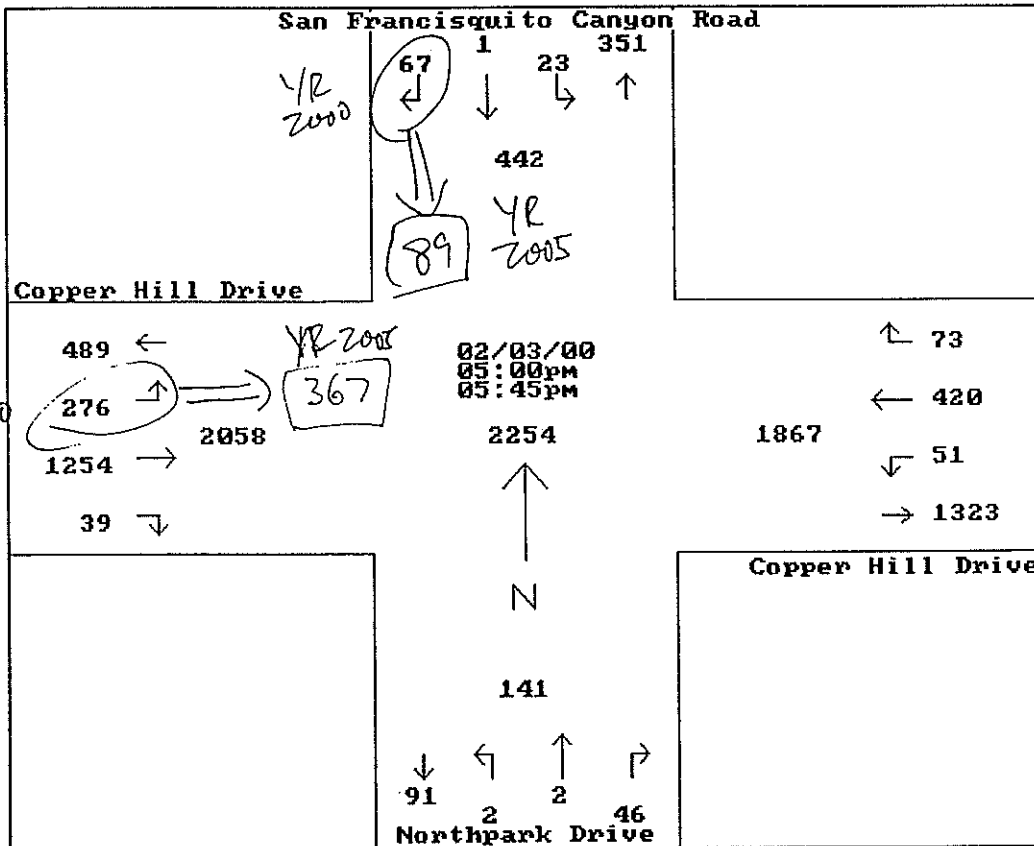 San Francisquito Canyon Road
67 1 23 351
YR
2000
442
89
YR
2005
Copper Hill Drive
489
YR 2005
367
02/03/00
05:00pm
05:45pm
73
276
420
2058
2254
1867
1254
51
39
1323
Copper Hill Drive
N
141
91
2
2
46
Northpark Drive